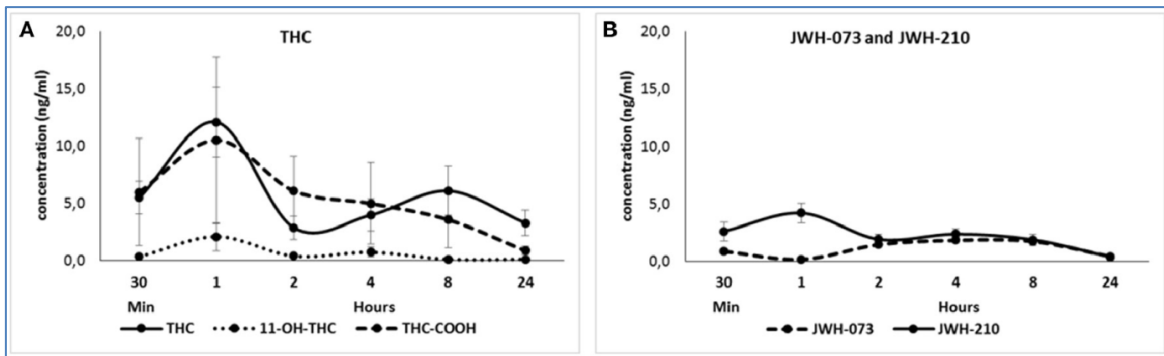 A
THC
20,0
15,0
10,0
5,0
0,0
concentration (ng/ml)
30 1 2 4 8 24
Min Hours
THC 11-OH-THC THC-COOH
B
JWH-073 and JWH-210
20,0
15,0
10,0
5,0
0,0
concentration (ng/ml)
30 1 2 4 8 24
Min Hours
JWH-073 JWH-210